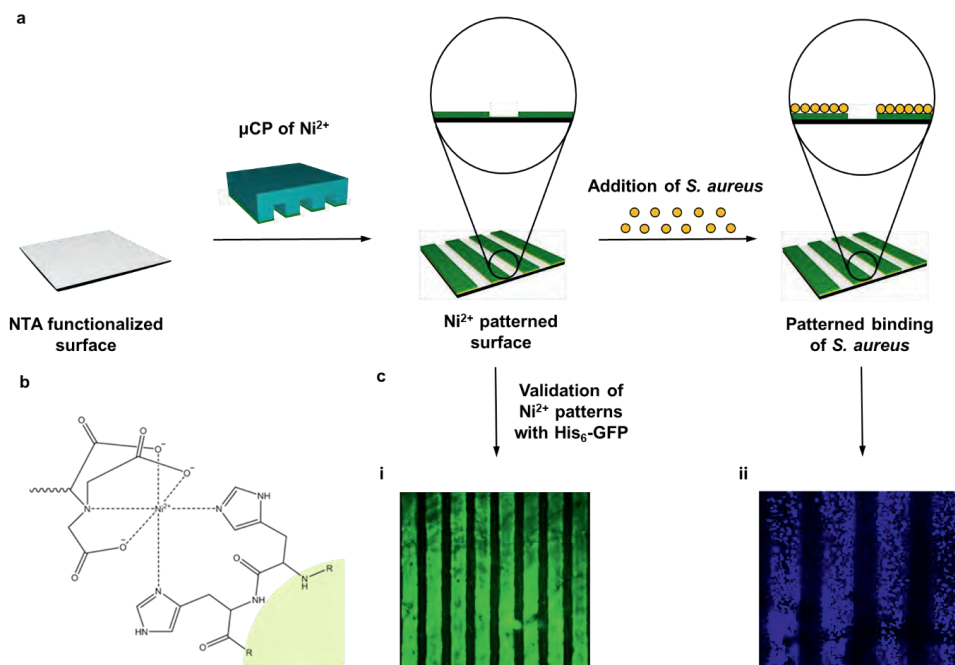 a
μCP of Ni²⁺
Addition of S. aureus
NTA functionalized
surface
Ni²⁺ patterned
surface
Patterned binding
of S. aureus
b
O
O
O⁻
O⁻
N
Ni²⁺
N
NH
O⁻
O
O
N
H
R
N
NH
HN
O
R
c
Validation of
Ni²⁺ patterns
with His₆-GFP
i
ii